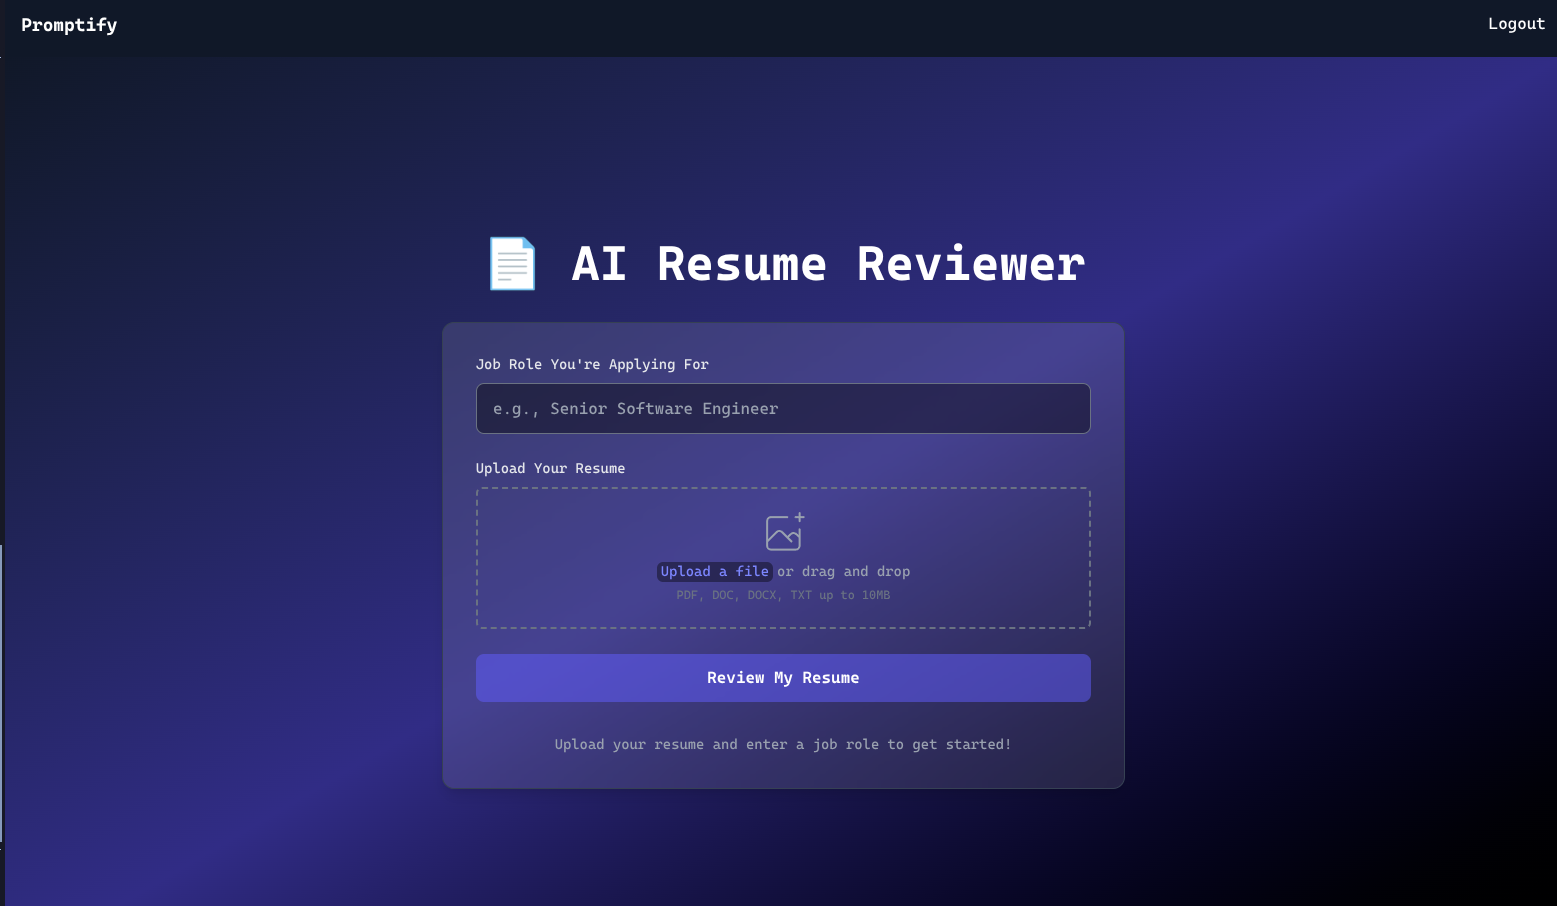 Promptify
Logout
AI Resume Reviewer
Job Role You're Applying For
e.g., Senior Software Engineer
Upload Your Resume
Upload a file or drag and drop
PDF, DOC, DOCX, TXT up to 10MB
Review My Resume
Upload your resume and enter a job role to get started!